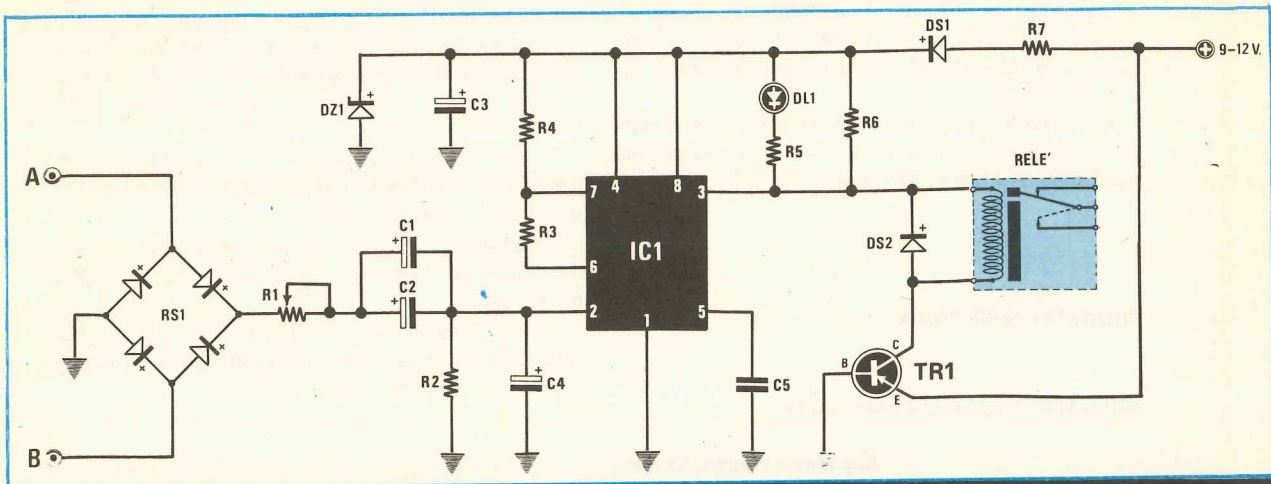 DS1
R7
9-12 V.
DZ1
C3
R4
DL1
R6
R5
RELE'
A
7
4
8
3
C1
R3
IC1
DS2
6
R1
C2
RS1
2
1
5
R2
C4
C5
C
B
TR1
E
B